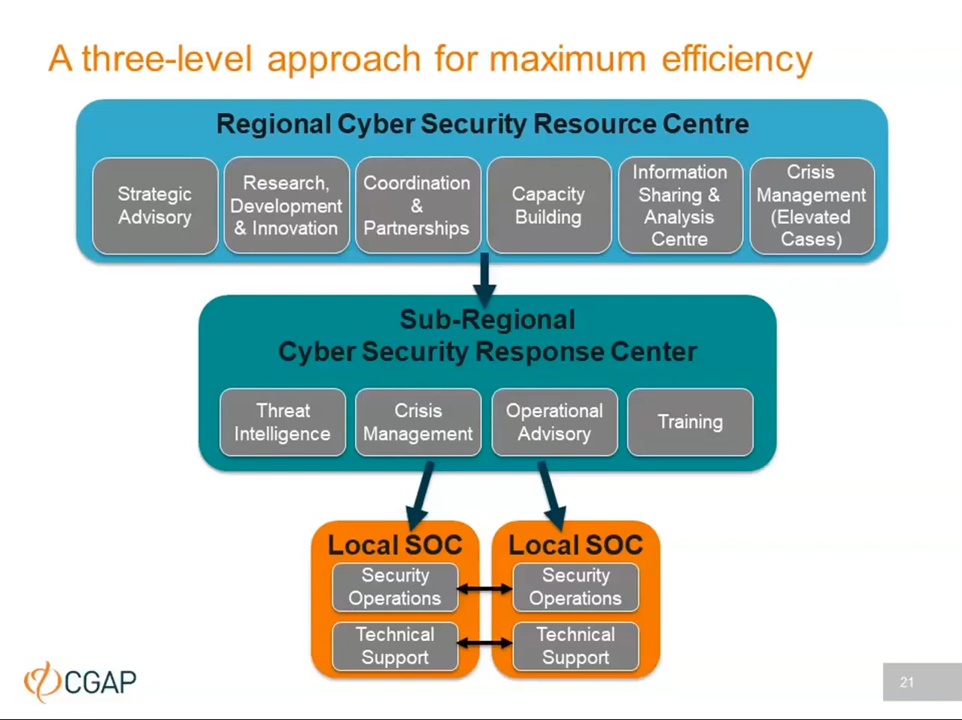 A three-level approach for maximum efficiency
Regional Cyber Security Resource Centre
Strategic
Advisory
Research,
Development
& Innovation
Coordination
&
Partnerships
Capacity
Building
Information
Sharing &
Analysis
Centre
Crisis
Management
(Elevated
Cases)
Sub-Regional
Cyber Security Response Center
Threat
Intelligence
Crisis
Management
Operational
Advisory
Training
Local SOC
Security
Operations
Technical
Support
Local SOC
Security
Operations
Technical
Support
CGAP
21